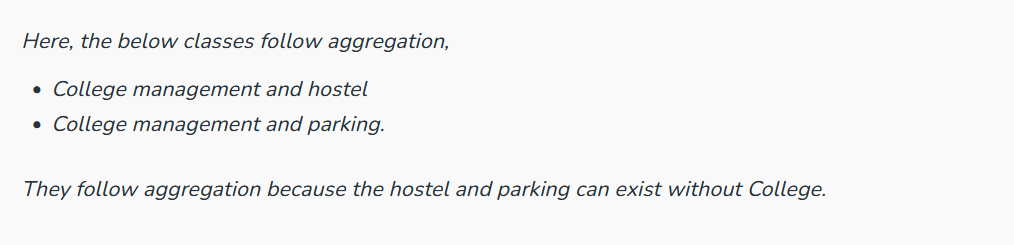 Here, the below classes follow aggregation,
• College management and hostel
• College management and parking.
They follow aggregation because the hostel and parking can exist without College.